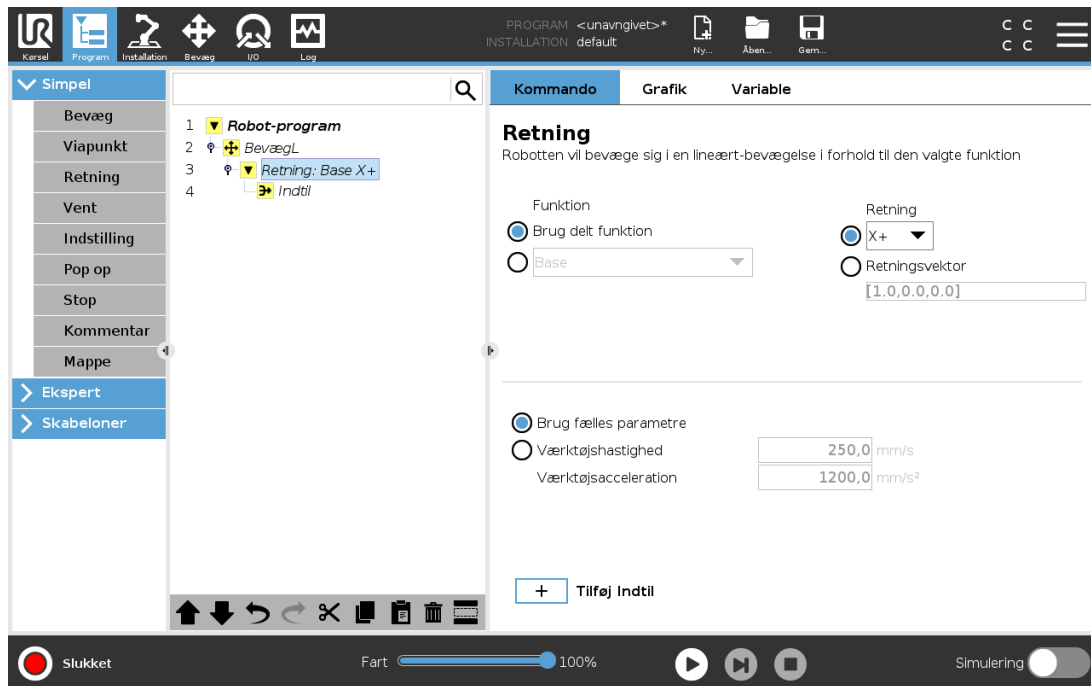 PROGRAM <unavngivet>*
INSTALLATION default
C C
C C
UR
Kørsel
Program
Installation
Bevæg
I/O
Log
Ny...
Åben...
Gem...
Simpel
Bevæg
Viapunkt
Retning
Vent
Indstilling
Pop op
Stop
Kommentar
Mappe
Ekspert
Skabeloner
1 Robot-program
2 BevægL
3 Retning: Base X+
4 Indtil
Kommando
Grafik
Variable
Retning
Robotten vil bevæge sig i en lineært-bevægelse i forhold til den valgte funktion
Funktion
Brug delt funktion
Base
Retning
X+
Retningsvektor
[1.0,0.0,0.0]
Brug fælles parametre
Værktøjshastighed 250,0 mm/s
Værktøjsacceleration 1200,0 mm/s²
+ Tilføj Indtil
Slukket
Fart 100%
Simulering